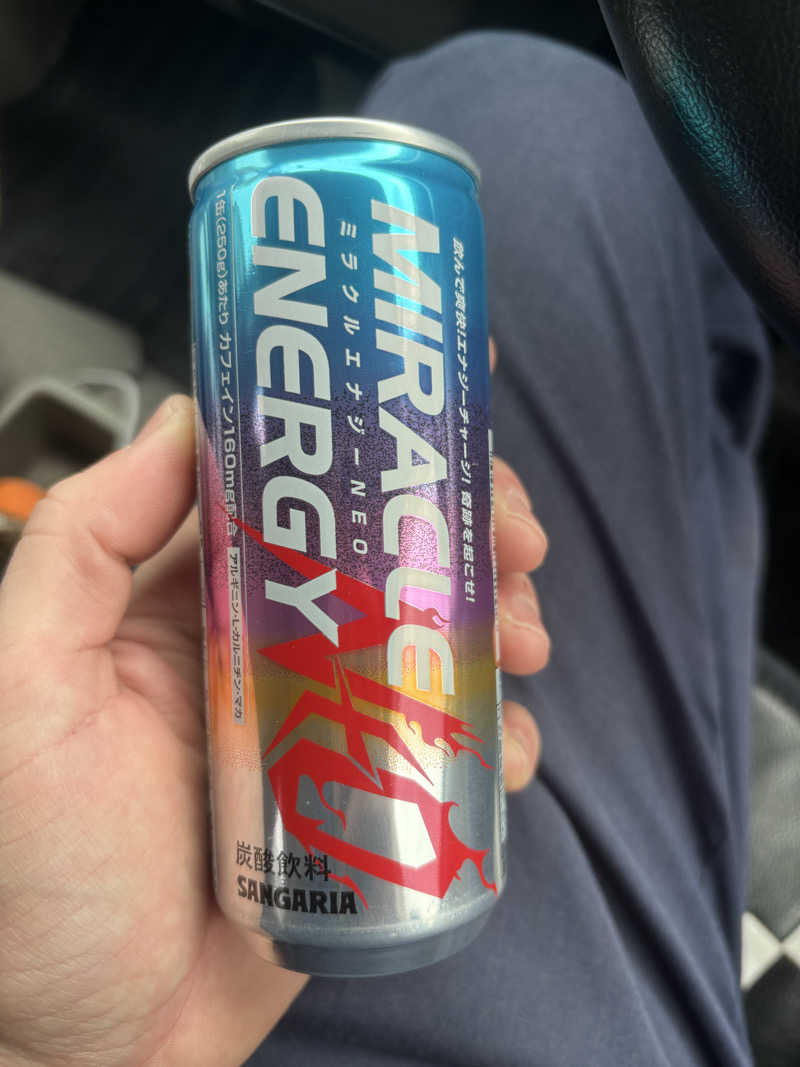 飲んで爽快!エナジーチャージ! 奇跡を起こせ!
MIRACLE
ミラクルエナジーNEO
ENERGY
NEO
1缶(250g)あたり カフェイン160mg配合
アルギニン・L-カルニチン・マカ
炭酸飲料
SANGARIA